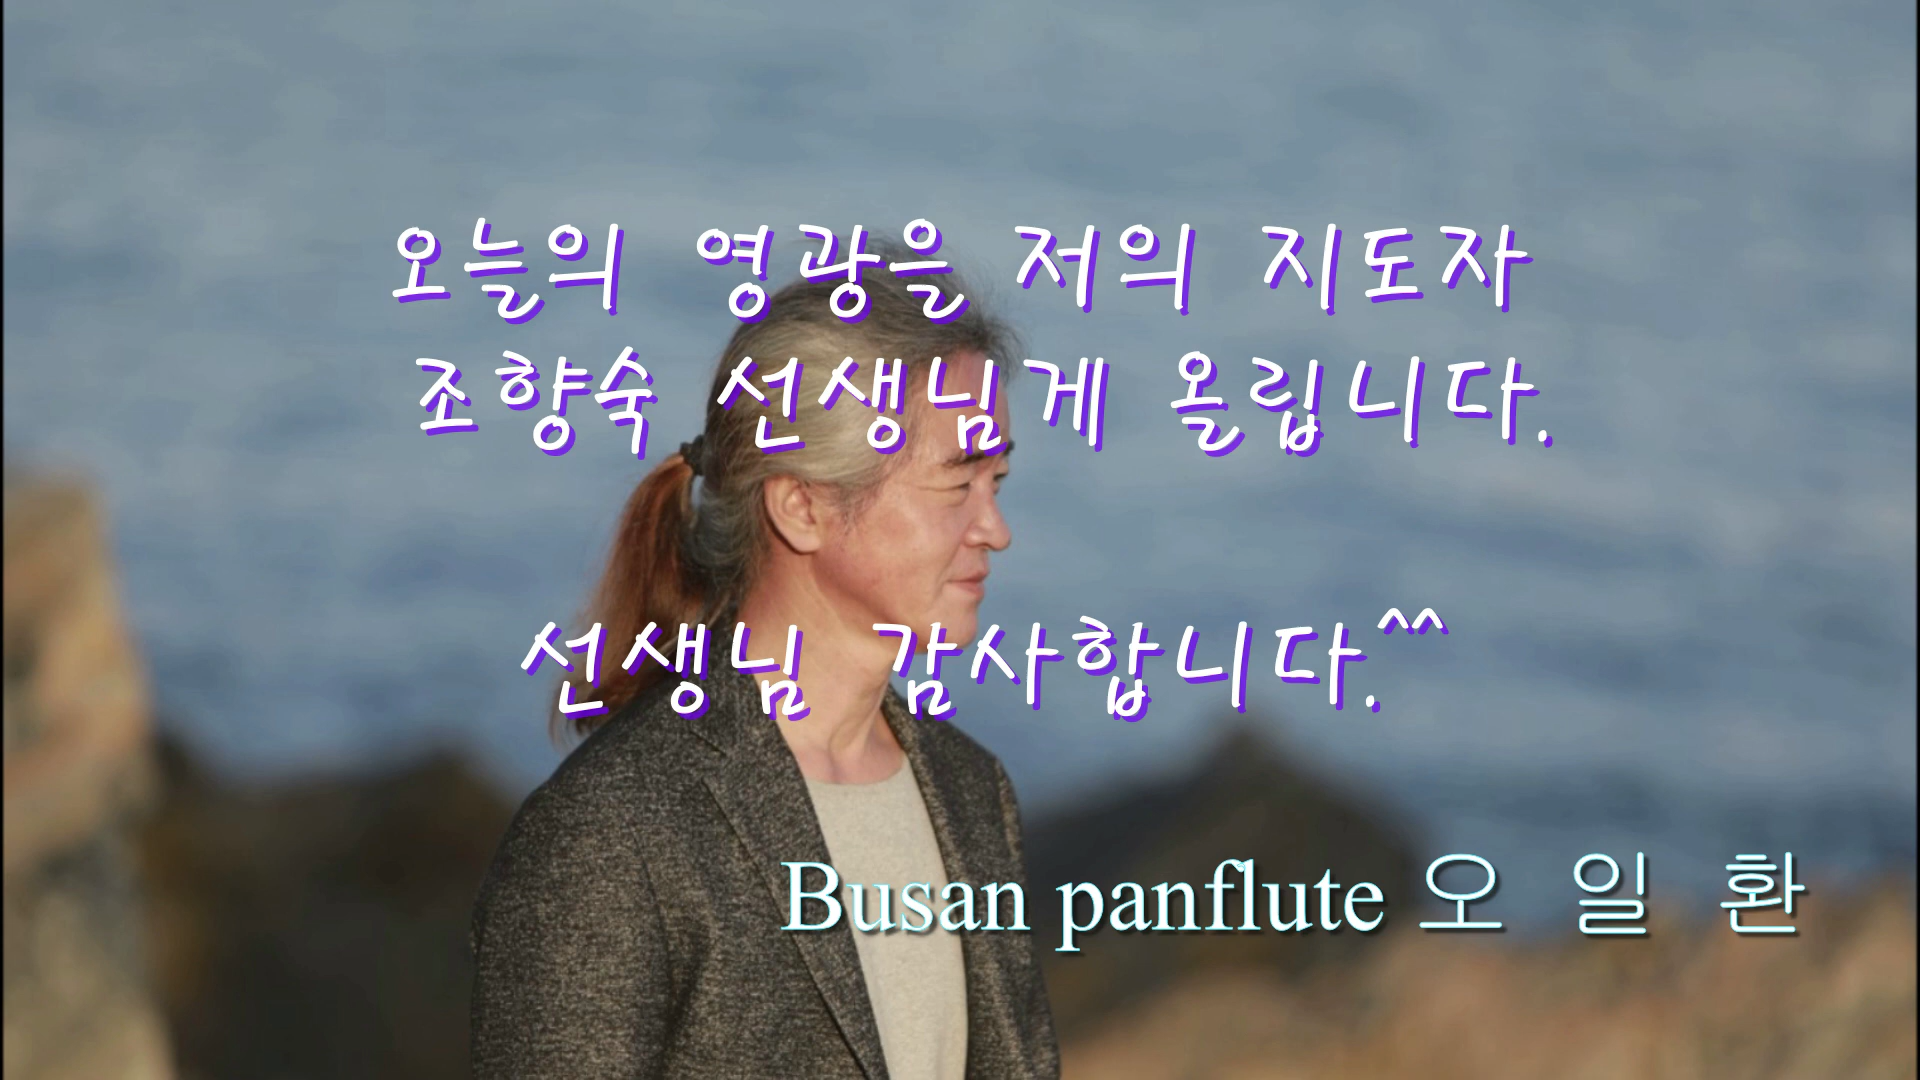 오늘의 영광을 저의 지도자
조향숙 선생님게 올립니다.
선생님 감사합니다.^^
Busan panflute 오 일 환